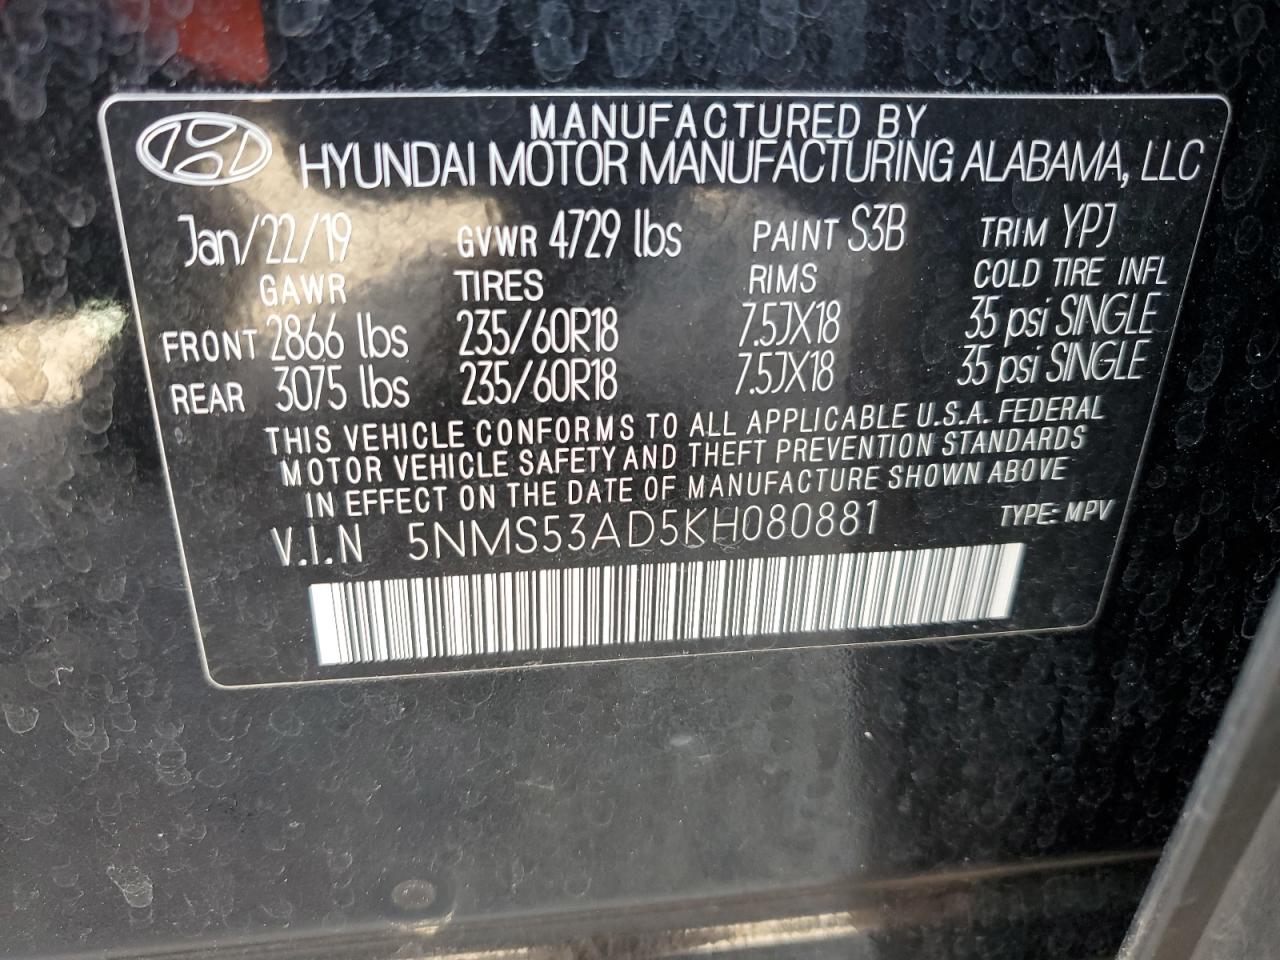 MANUFACTURED BY
HYUNDAI MOTOR MANUFACTURING ALABAMA, LLC
Jan/22/19 GVWR 4729 lbs PAINT S3B TRIM YPJ
GAWR TIRES RIMS COLD TIRE INFL
FRONT 2866 lbs 235/60R18 7.5JX18 35 psi SINGLE
REAR 3075 lbs 235/60R18 7.5JX18 35 psi SINGLE
THIS VEHICLE CONFORMS TO ALL APPLICABLE U.S.A. FEDERAL
MOTOR VEHICLE SAFETY AND THEFT PREVENTION STANDARDS
IN EFFECT ON THE DATE OF MANUFACTURE SHOWN ABOVE
V.I.N 5NMS53AD5KH080881 TYPE: MPV